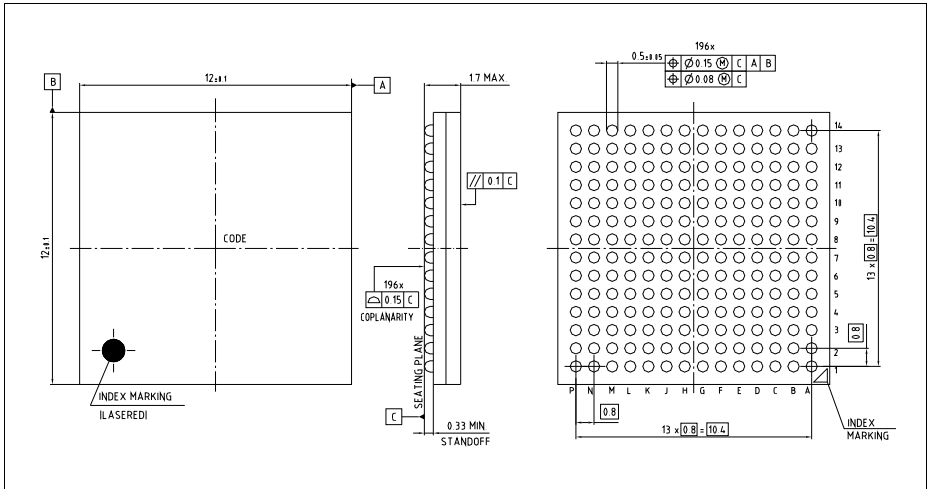 B
12±0.1
A
12±0.1
CODE
INDEX MARKING
(LASERED)
1.7 MAX.
// 0.1 C
196x
⌓ 0.15 C
COPLANARITY
SEATING PLANE
C
0.33 MIN.
STANDOFF
196x
0.5±0.05
⌖ Ø0.15 Ⓜ C A B
⌖ Ø0.08 Ⓜ C
14
13
12
11
10
9
8
7
6
5
4
3
2
1
13 x 0.8 = 10.4
0.8
P N M L K J H G F E D C B A
0.8
13 x 0.8 = 10.4
INDEX
MARKING